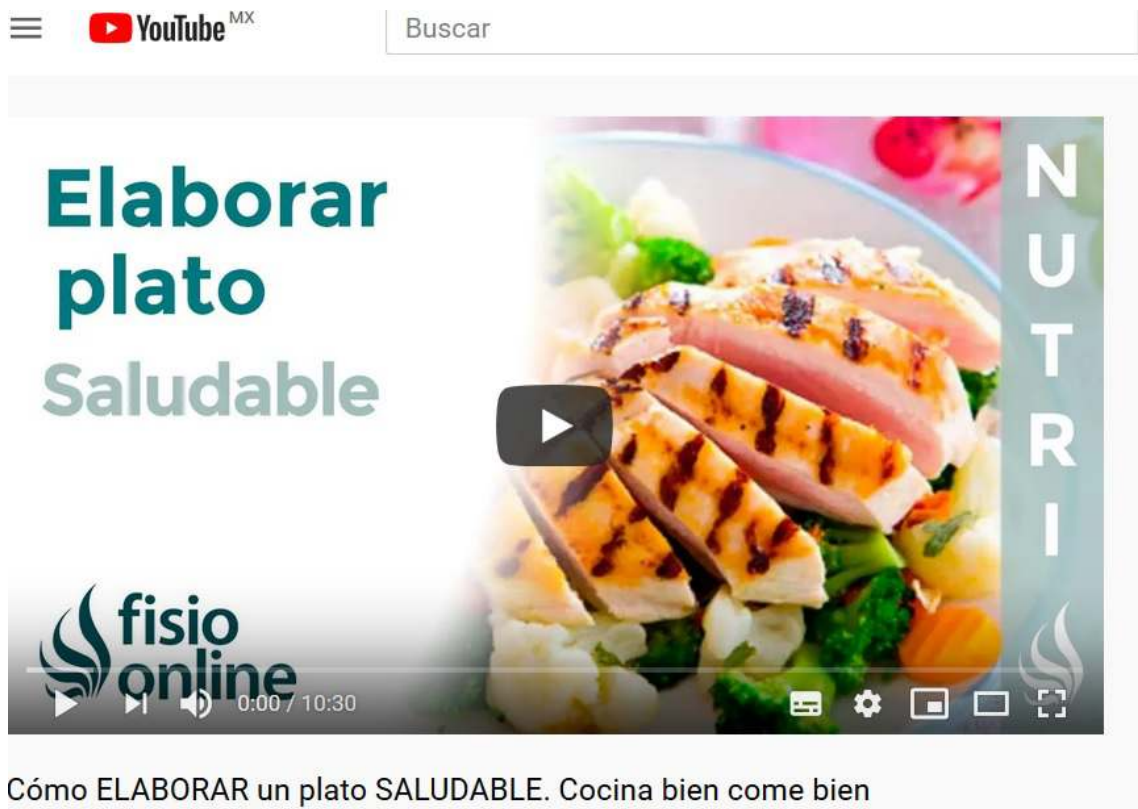 YouTube MX
Buscar
Elaborar
plato
Saludable
NUTRI
fisio
online
0:00 / 10:30
Cómo ELABORAR un plato SALUDABLE. Cocina bien come bien